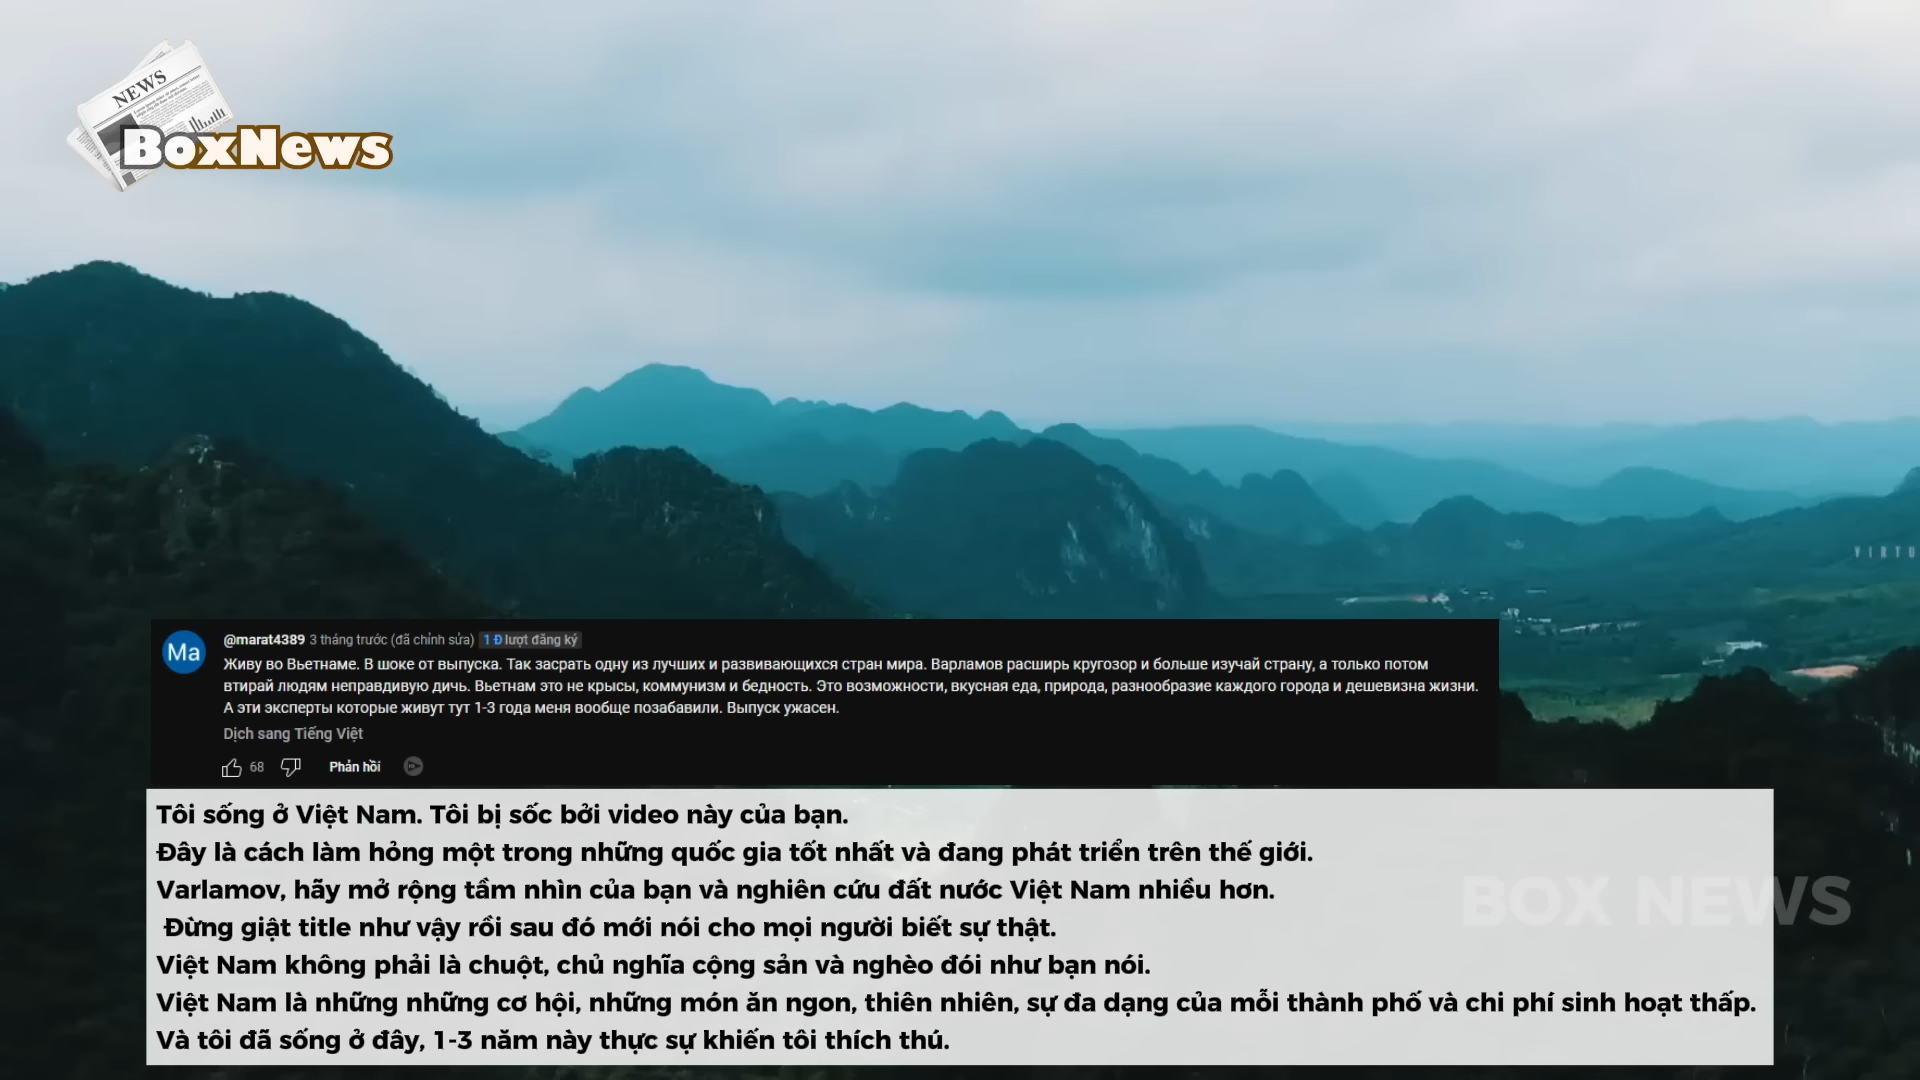 NEWS
BoxNews
VIRTU
@marat4389 3 tháng trước (đã chỉnh sửa) 1 Đ lượt đăng ký
Ma
Живу во Вьетнаме. В шоке от выпуска. Так засрать одну из лучших и развивающихся стран мира. Варламов расширь кругозор и больше изучай страну, а только потом
втирай людям неправдивую дичь. Вьетнам это не крысы, коммунизм и бедность. Это возможности, вкусная еда, природа, разнообразие каждого города и дешевизна жизни.
А эти эксперты которые живут тут 1-3 года меня вообще позабавили. Выпуск ужасен.
Dịch sang Tiếng Việt
68 Phản hồi
Tôi sống ở Việt Nam. Tôi bị sốc bởi video này của bạn.
Đây là cách làm hỏng một trong những quốc gia tốt nhất và đang phát triển trên thế giới.
Varlamov, hãy mở rộng tầm nhìn của bạn và nghiên cứu đất nước Việt Nam nhiều hơn.
BOX NEWS
Đừng giật title như vậy rồi sau đó mới nói cho mọi người biết sự thật.
Việt Nam không phải là chuột, chủ nghĩa cộng sản và nghèo đói như bạn nói.
Việt Nam là những những cơ hội, những món ăn ngon, thiên nhiên, sự đa dạng của mỗi thành phố và chi phí sinh hoạt thấp.
Và tôi đã sống ở đây, 1-3 năm này thực sự khiến tôi thích thú.